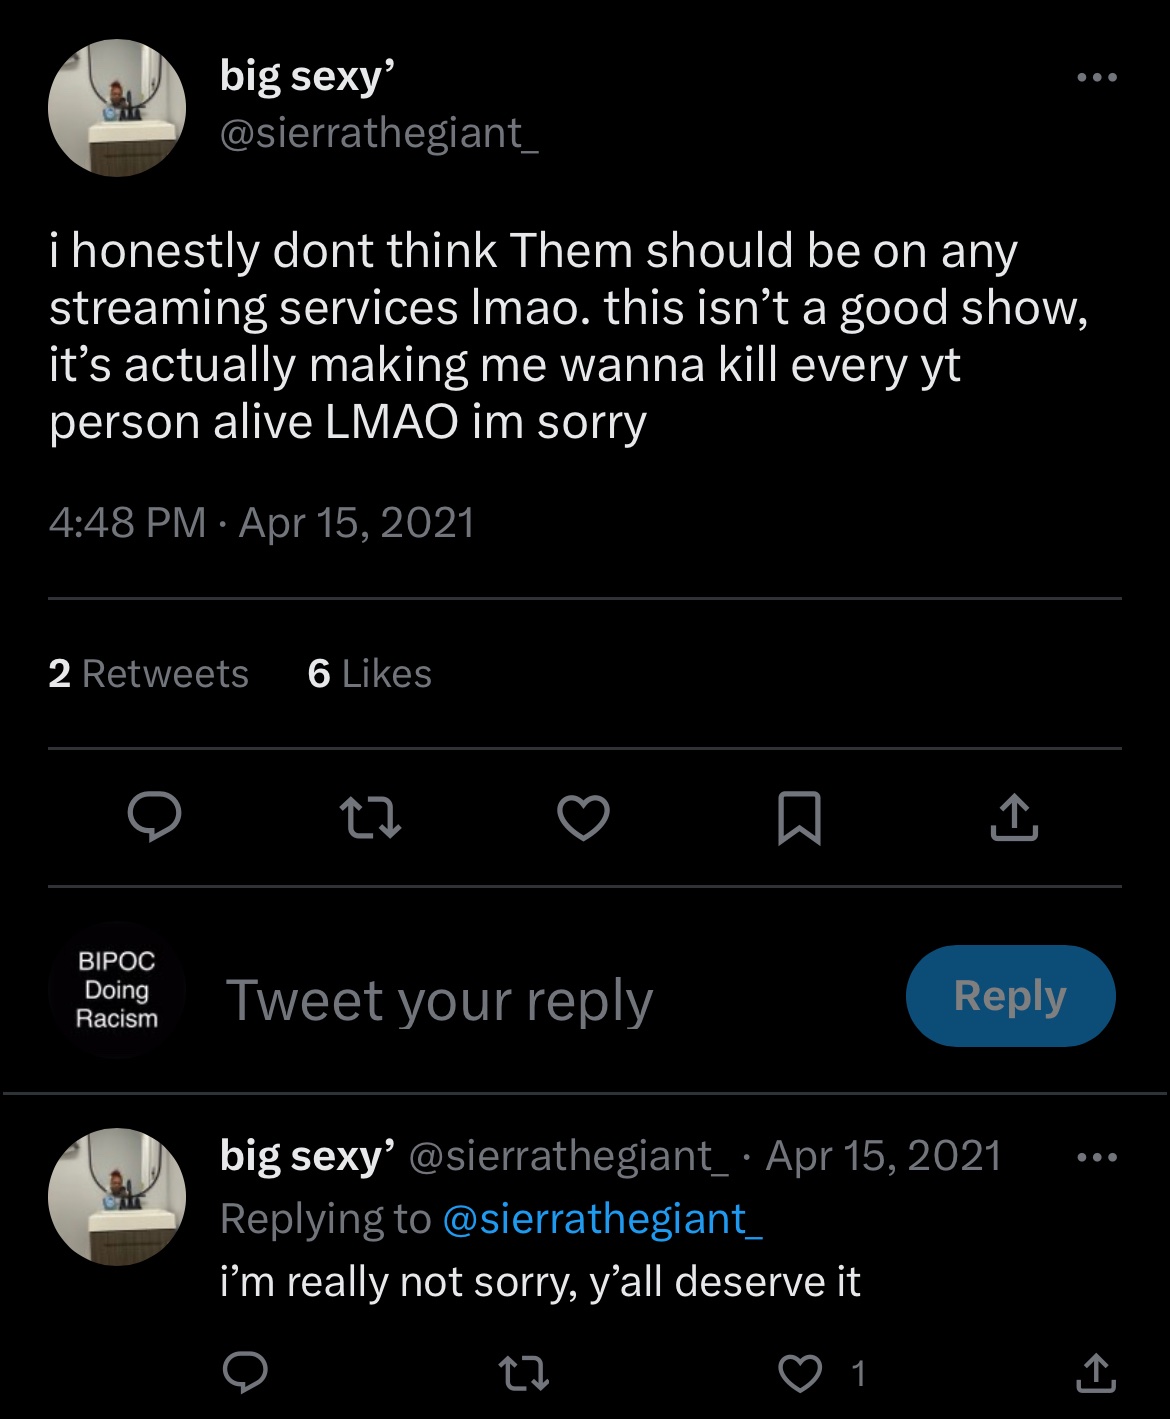 big sexy’
@sierrathegiant_
i honestly dont think Them should be on any
streaming services lmao. this isn’t a good show,
it’s actually making me wanna kill every yt
person alive LMAO im sorry
4:48 PM · Apr 15, 2021
2 Retweets 6 Likes
BIPOC
Doing
Racism
Tweet your reply
Reply
big sexy’ @sierrathegiant_ · Apr 15, 2021
Replying to @sierrathegiant_
i’m really not sorry, y’all deserve it
1